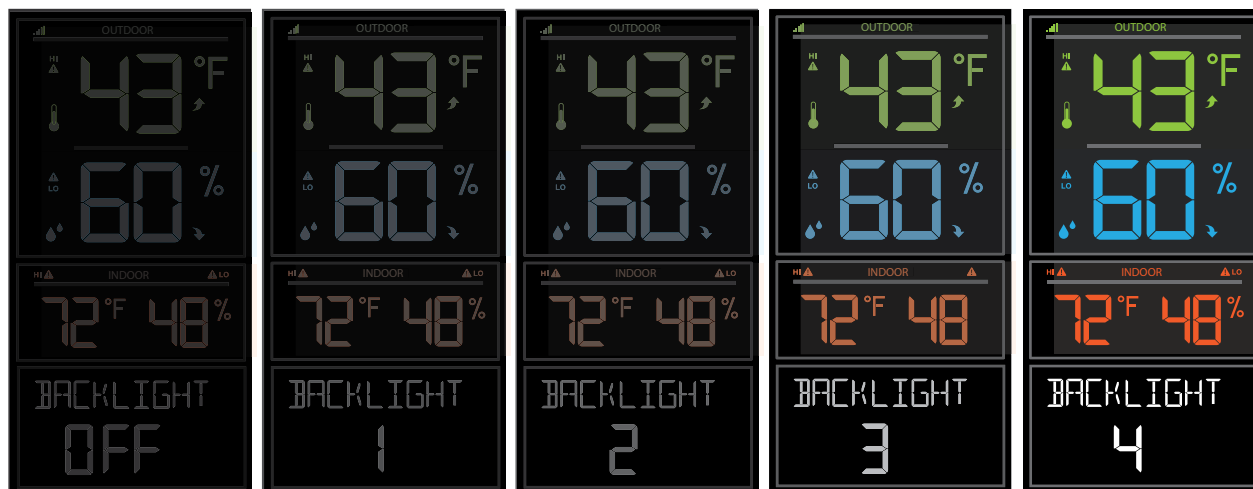 OUTDOOR
HI
43 °F
60 %
LO
HI INDOOR LO
72 °F 48 %
BACKLIGHT
OFF
OUTDOOR
HI
43 °F
60 %
LO
HI INDOOR LO
72 °F 48 %
BACKLIGHT
1
OUTDOOR
HI
43 °F
60 %
LO
HI INDOOR LO
72 °F 48 %
BACKLIGHT
2
OUTDOOR
HI
43 °F
60 %
LO
HI INDOOR
72 °F 48
BACKLIGHT
3
OUTDOOR
HI
43 °F
60 %
LO
HI INDOOR LO
72 °F 48 %
BACKLIGHT
4